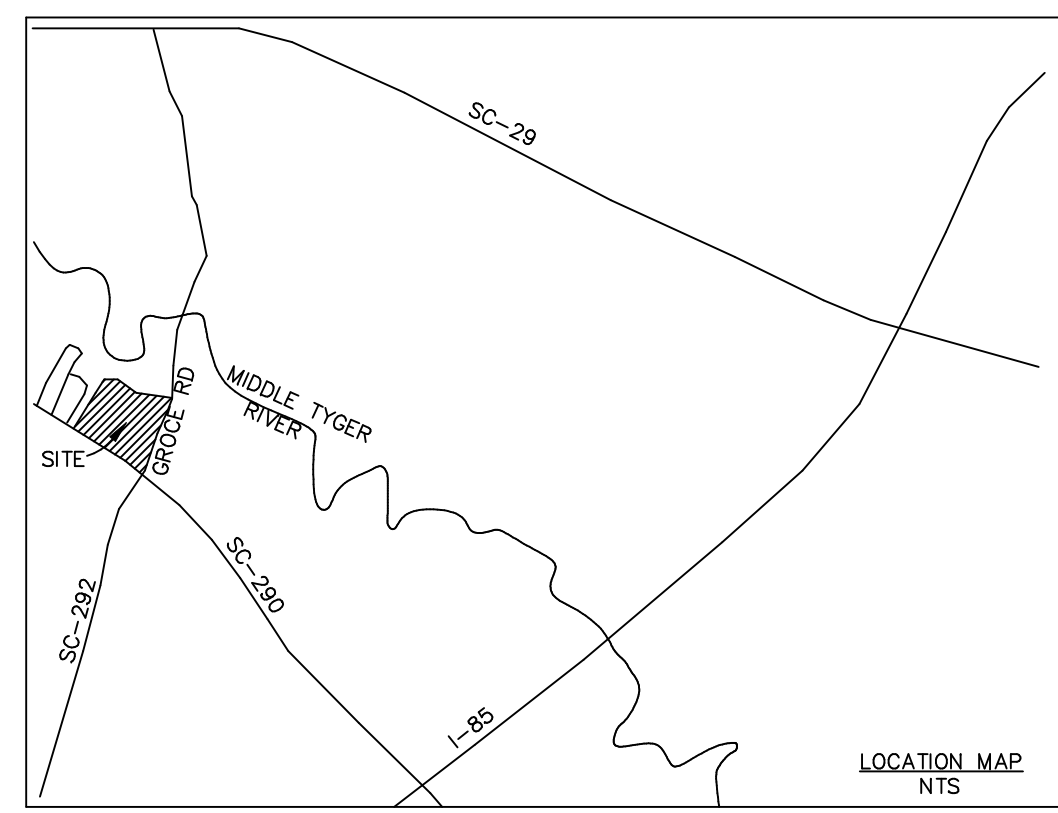 SC-29
MIDDLE TYGER
RIVER
GROCE RD
SITE
SC-290
SC-292
I-85
LOCATION MAP
NTS